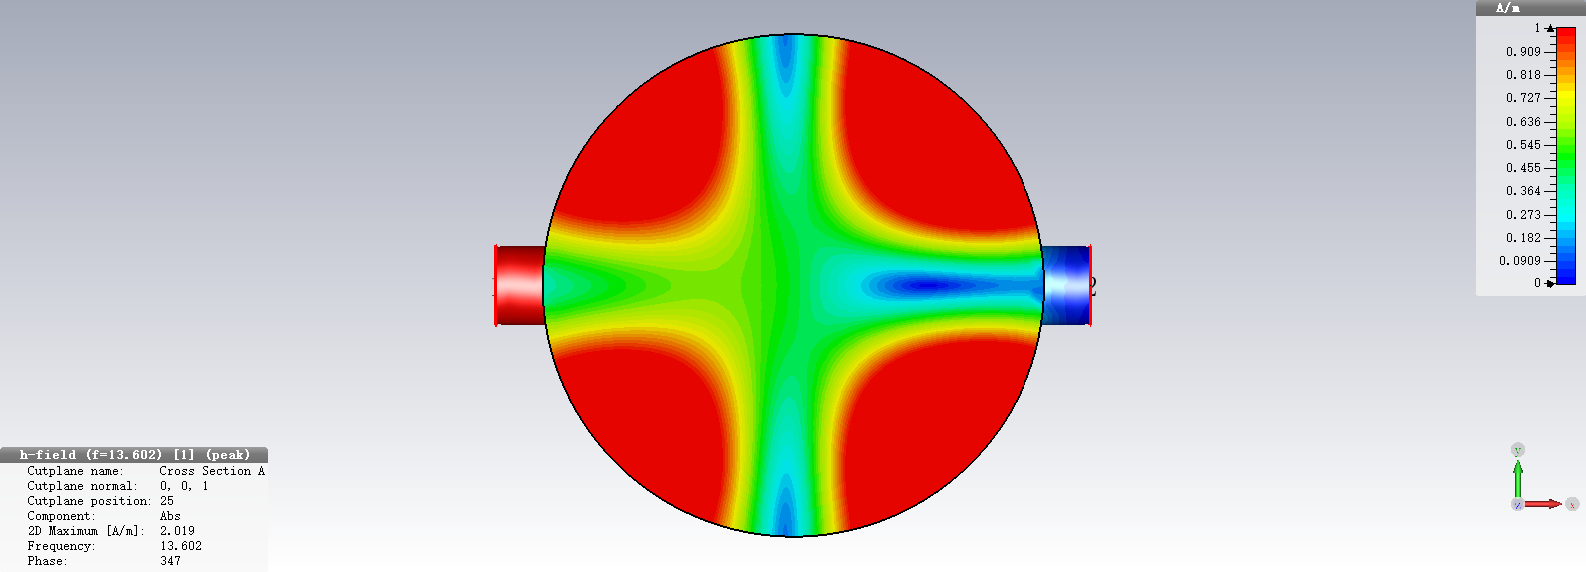 A/m
1
0.909
0.818
0.727
0.636
0.545
0.455
0.364
0.273
0.182
0.0909
0
2
h-field (f=13.602) [1] (peak)
Cutplane name: Cross Section A
Cutplane normal: 0, 0, 1
Cutplane position: 25
Component: Abs
2D Maximum [A/m]: 2.019
Frequency: 13.602
Phase: 347
y
z
x